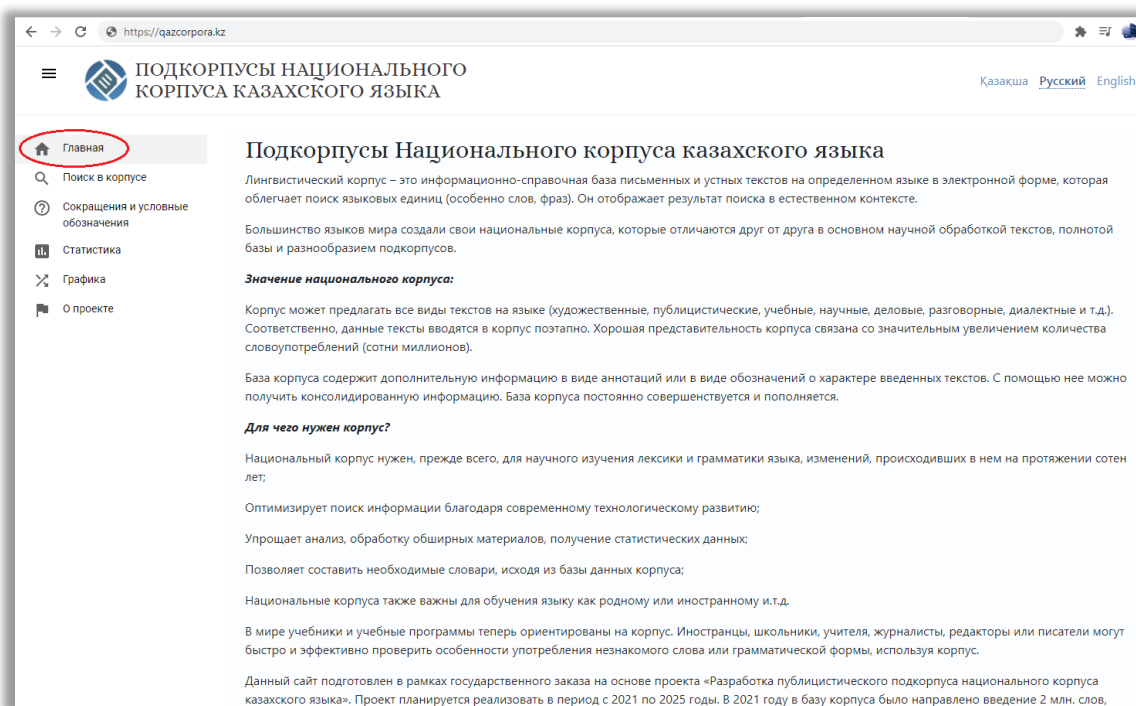 https://qazcorpora.kz
ПОДКОРПУСЫ НАЦИОНАЛЬНОГО
КОРПУСА КАЗАХСКОГО ЯЗЫКА
Қазақша Русский English
Главная
Поиск в корпусе
Сокращения и условные
обозначения
Статистика
Графика
О проекте
Подкорпусы Национального корпуса казахского языка
Лингвистический корпус – это информационно-справочная база письменных и устных текстов на определенном языке в электронной форме, которая
облегчает поиск языковых единиц (особенно слов, фраз). Он отображает результат поиска в естественном контексте.
Большинство языков мира создали свои национальные корпуса, которые отличаются друг от друга в основном научной обработкой текстов, полнотой
базы и разнообразием подкорпусов.
Значение национального корпуса:
Корпус может предлагать все виды текстов на языке (художественные, публицистические, учебные, научные, деловые, разговорные, диалектные и т.д.).
Соответственно, данные тексты вводятся в корпус поэтапно. Хорошая представительность корпуса связана со значительным увеличением количества
словоупотреблений (сотни миллионов).
База корпуса содержит дополнительную информацию в виде аннотаций или в виде обозначений о характере введенных текстов. С помощью нее можно
получить консолидированную информацию. База корпуса постоянно совершенствуется и пополняется.
Для чего нужен корпус?
Национальный корпус нужен, прежде всего, для научного изучения лексики и грамматики языка, изменений, происходивших в нем на протяжении сотен
лет;
Оптимизирует поиск информации благодаря современному технологическому развитию;
Упрощает анализ, обработку обширных материалов, получение статистических данных;
Позволяет составить необходимые словари, исходя из базы данных корпуса;
Национальные корпуса также важны для обучения языку как родному или иностранному и.т.д.
В мире учебники и учебные программы теперь ориентированы на корпус. Иностранцы, школьники, учителя, журналисты, редакторы или писатели могут
быстро и эффективно проверить особенности употребления незнакомого слова или грамматической формы, используя корпус.
Данный сайт подготовлен в рамках государственного заказа на основе проекта «Разработка публицистического подкорпуса национального корпуса
казахского языка». Проект планируется реализовать в период с 2021 по 2025 годы. В 2021 году в базу корпуса было направлено введение 2 млн. слов,